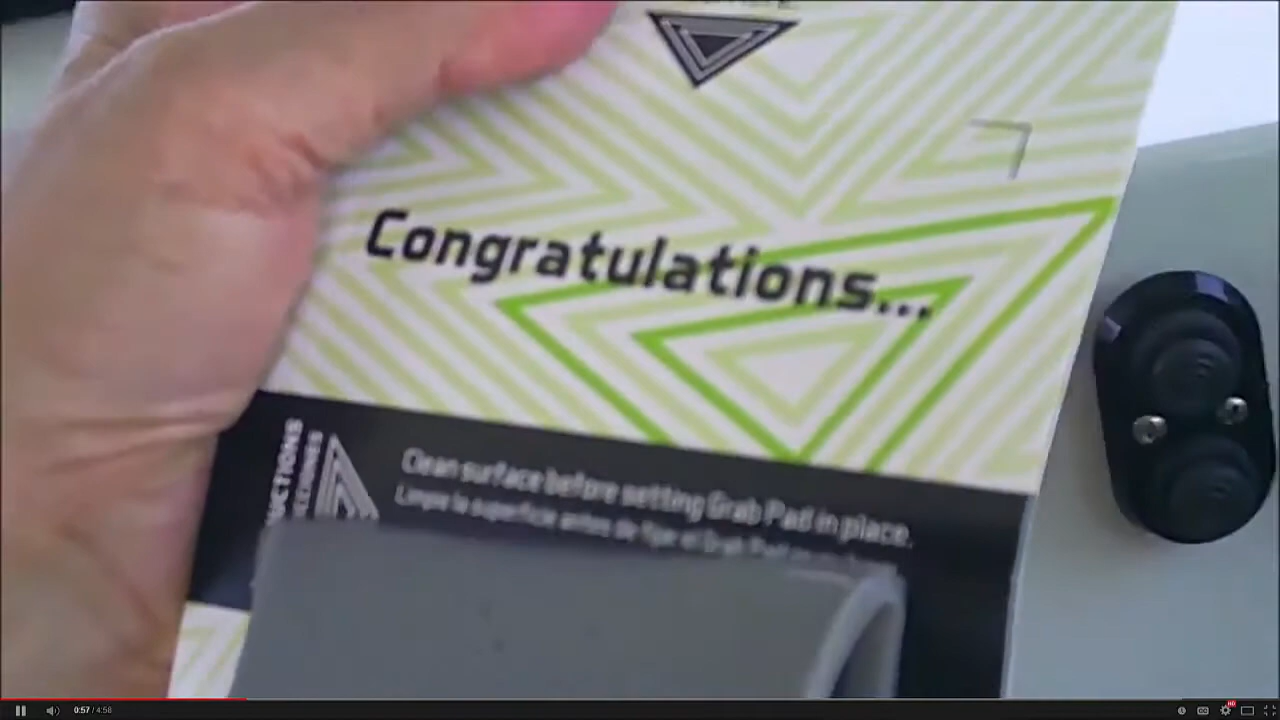 Congratulations...
Clean surface before setting Grab Pad in place.
Limpie la superficie antes de fijar el Grab Pad
0:57 / 4:58
HD